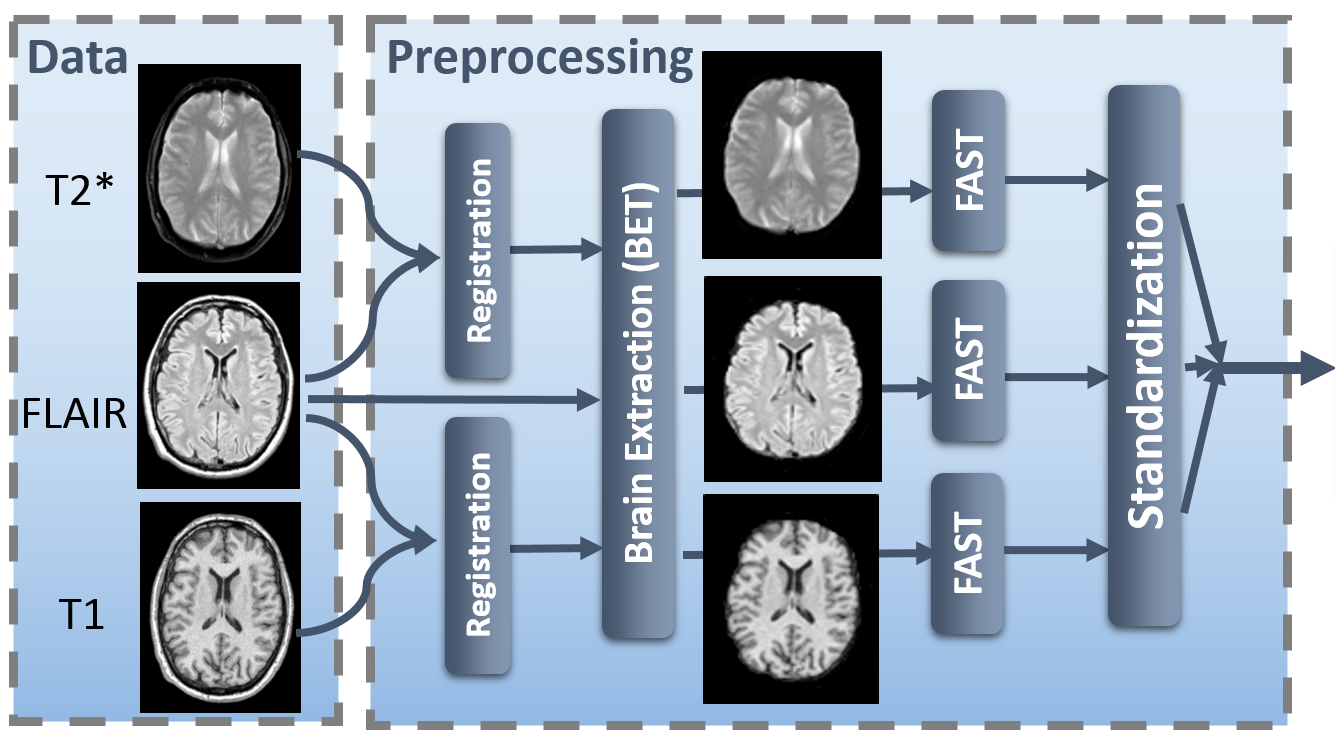 Data
T2*
FLAIR
T1
Preprocessing
Registration
Registration
Brain Extraction (BET)
FAST
FAST
FAST
Standardization